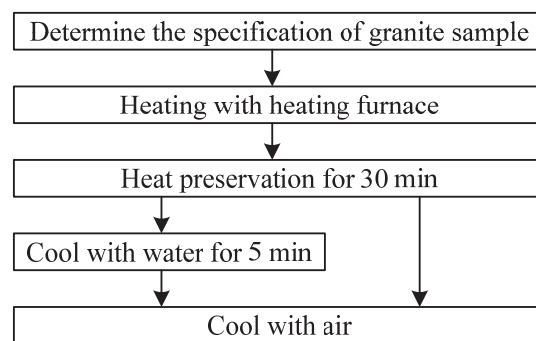 Determine the specification of granite sample
Heating with heating furnace
Heat preservation for 30 min
Cool with water for 5 min
Cool with air